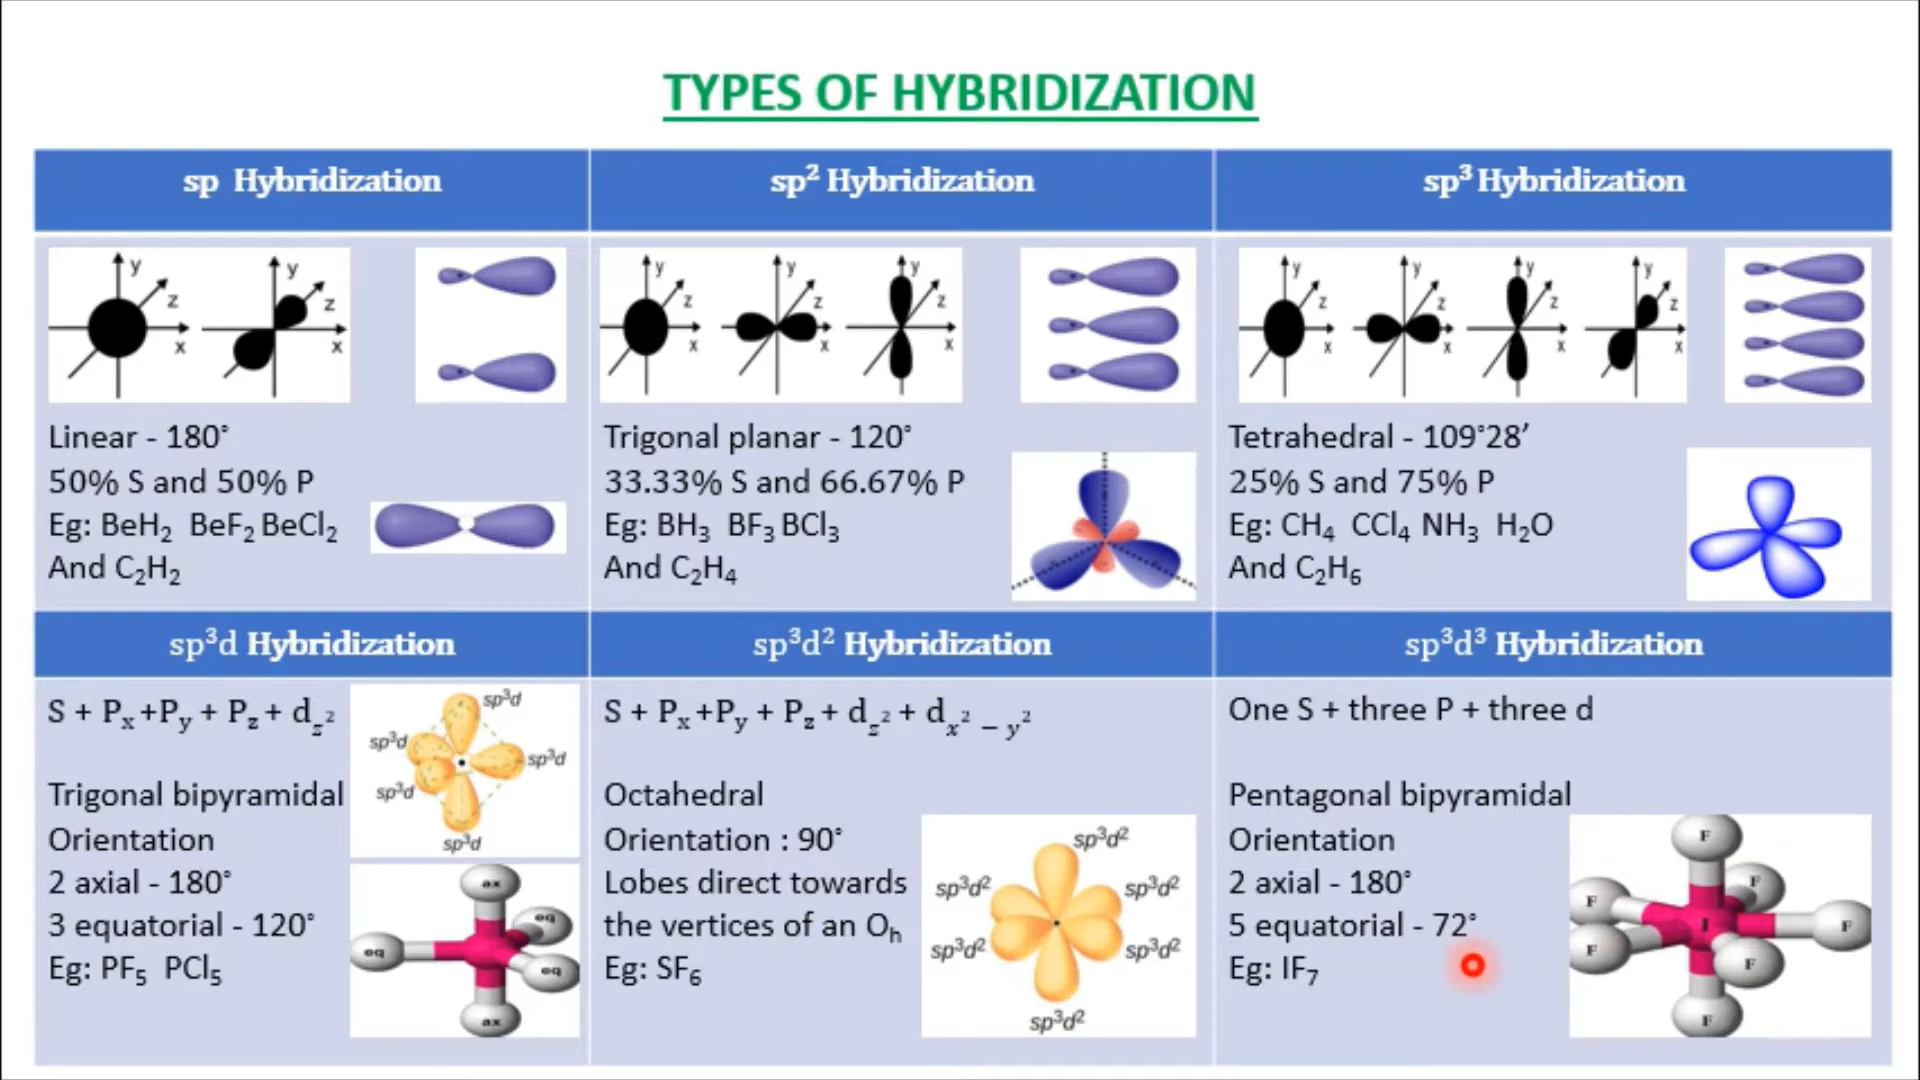 TYPES OF HYBRIDIZATION
sp Hybridization
sp² Hybridization
sp³ Hybridization
y
z
x
y
z
x
Linear - 180°
50% S and 50% P
Eg: BeH₂ BeF₂ BeCl₂
And C₂H₂
y
z
x
y
z
x
y
z
x
Trigonal planar - 120°
33.33% S and 66.67% P
Eg: BH₃ BF₃ BCl₃
And C₂H₄
y
z
x
y
z
x
y
z
x
y
z
x
Tetrahedral - 109°28′
25% S and 75% P
Eg: CH₄ CCl₄ NH₃ H₂O
And C₂H₆
sp³d Hybridization
sp³d² Hybridization
sp³d³ Hybridization
S + Pₓ +Pᵧ + P_z + d_z²
Trigonal bipyramidal
Orientation
2 axial - 180°
3 equatorial - 120°
Eg: PF₅ PCl₅
sp³d
sp³d
sp³d
sp³d
sp³d
ax
eq
eq
eq
ax
S + Pₓ +Pᵧ + P_z + d_z² + d_x² – y²
Octahedral
Orientation : 90°
Lobes direct towards
the vertices of an Oₕ
Eg: SF₆
sp³d²
sp³d²
sp³d²
sp³d²
sp³d²
sp³d²
One S + three P + three d
Pentagonal bipyramidal
Orientation
2 axial - 180°
5 equatorial - 72°
Eg: IF₇
F
F
F
I
F
F
F
F